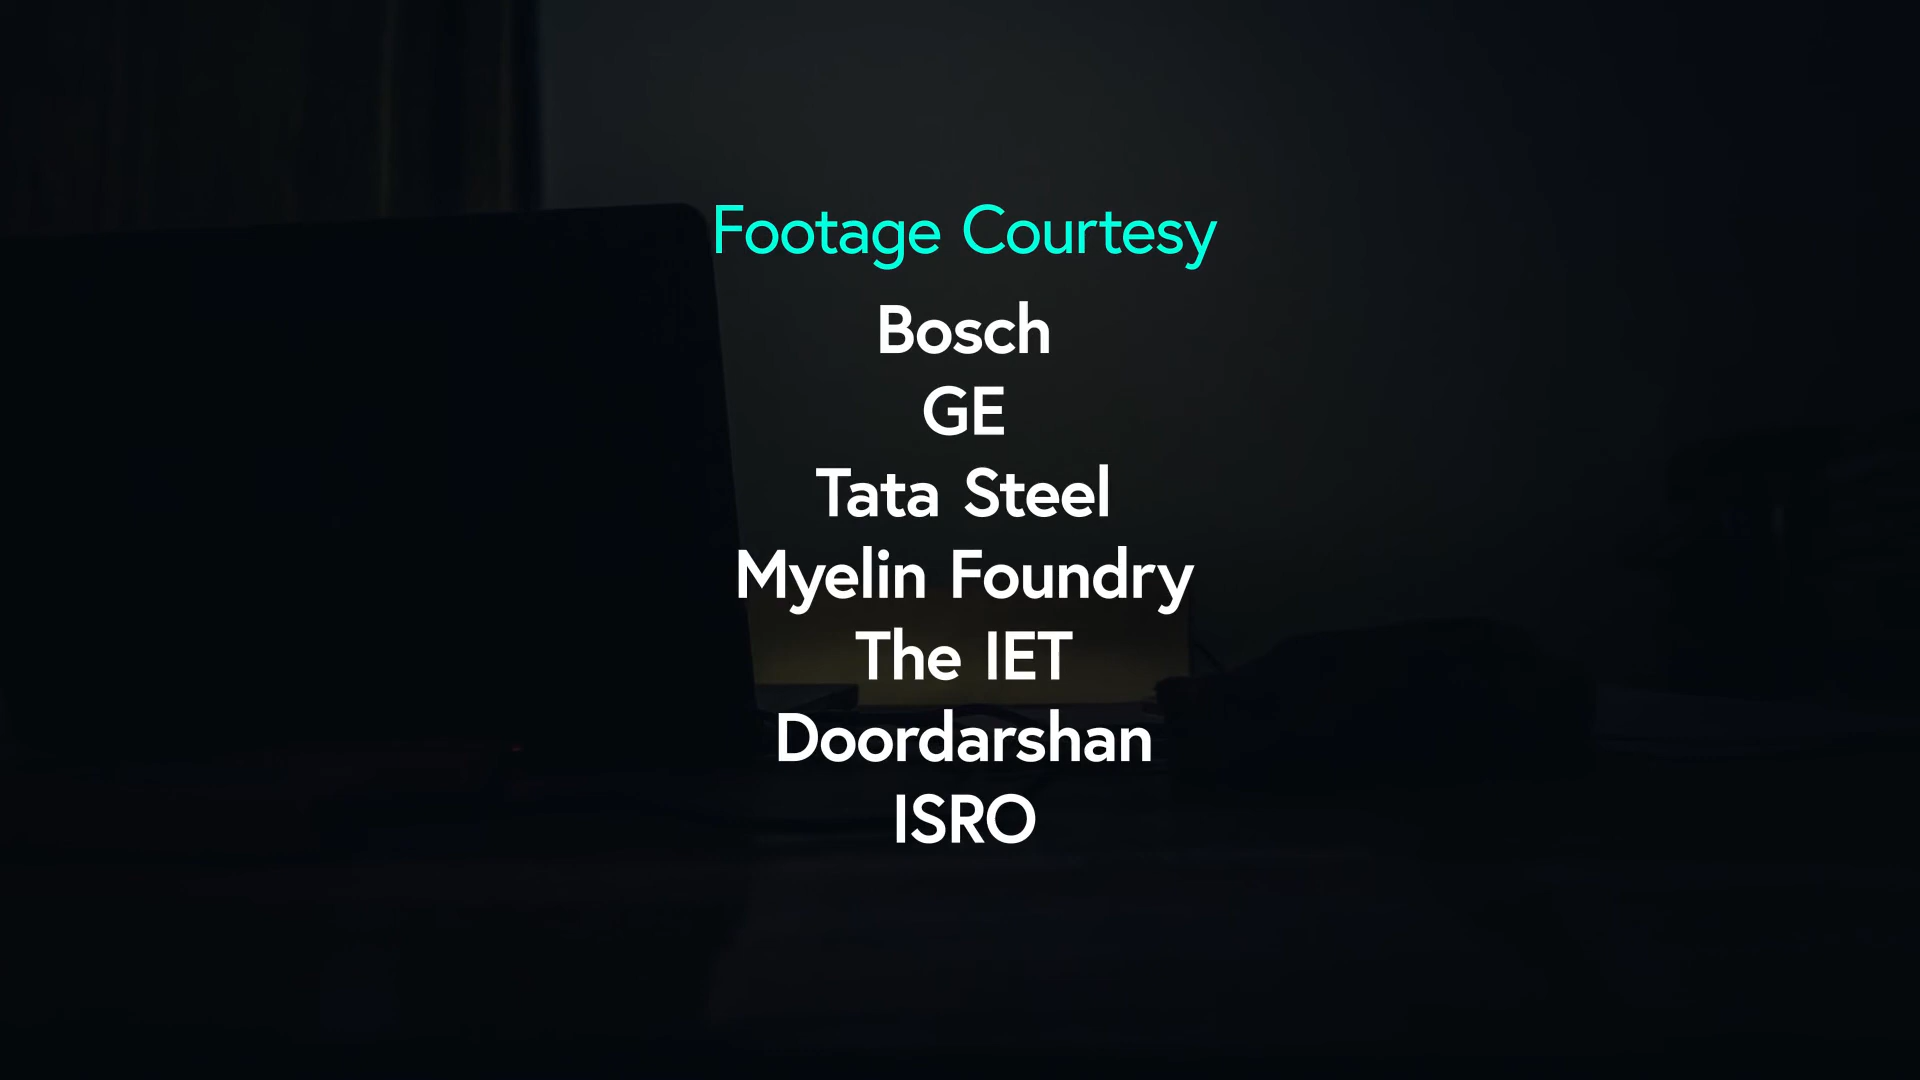 Footage Courtesy
Bosch
GE
Tata Steel
Myelin Foundry
The IET
Doordarshan
ISRO